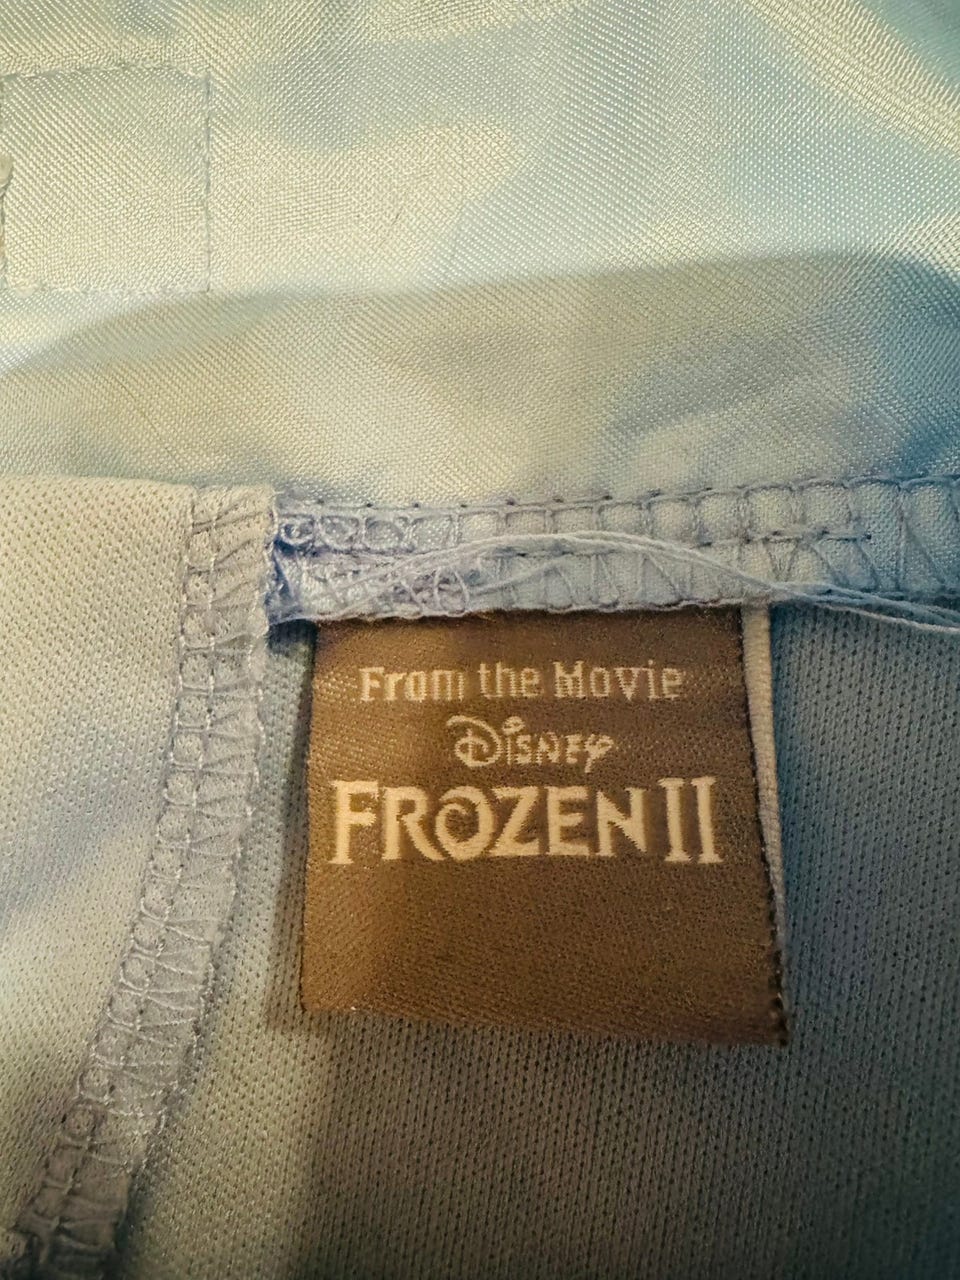 From the Movie
Disney
FROZEN II